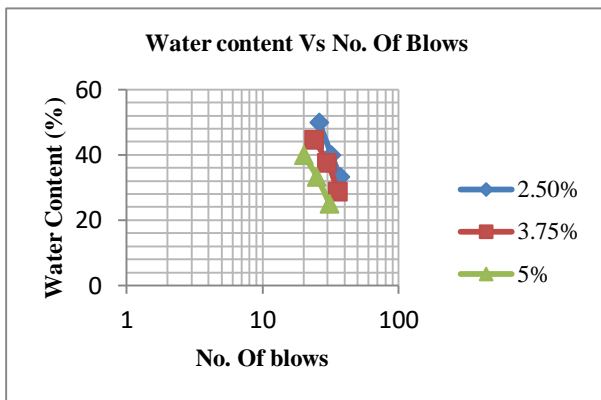 Water content Vs No. Of Blows
Water Content (%)
60
40
20
0
1 10 100
No. Of blows
2.50%
3.75%
5%